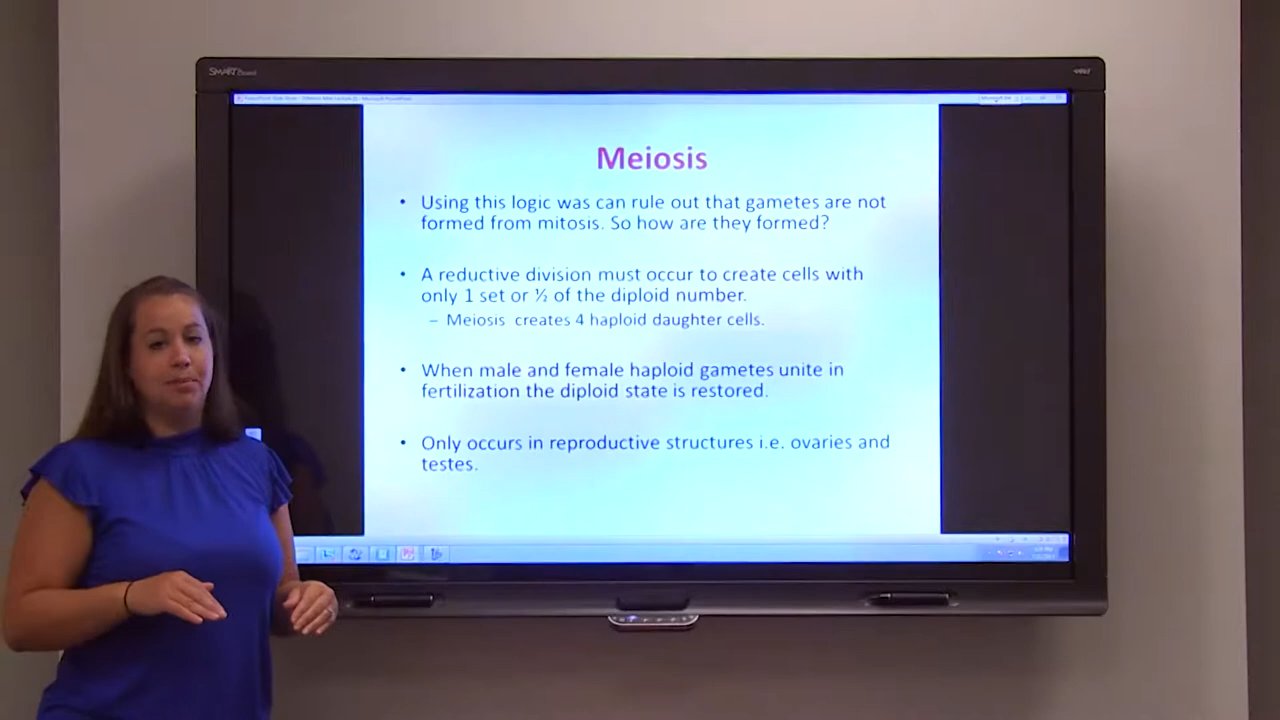 SMART Board
Meiosis
• Using this logic was can rule out that gametes are not
formed from mitosis. So how are they formed?
• A reductive division must occur to create cells with
only 1 set or ½ of the diploid number.
– Meiosis  creates 4 haploid daughter cells.
• When male and female haploid gametes unite in
fertilization the diploid state is restored.
• Only occurs in reproductive structures i.e. ovaries and
testes.